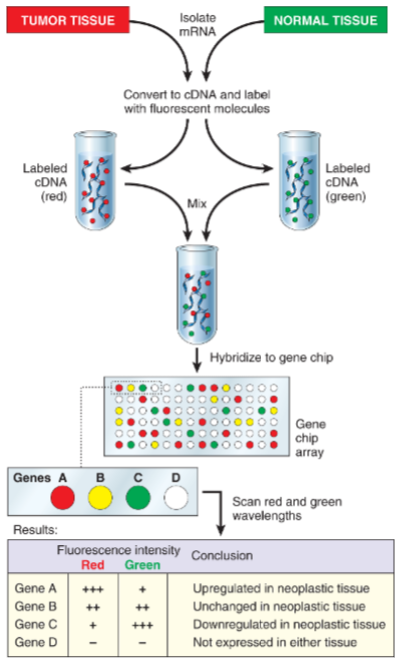 TUMOR TISSUE
Isolate
mRNA
NORMAL TISSUE
Convert to cDNA and label
with fluorescent molecules
Labeled
cDNA
(red)
Labeled
cDNA
(green)
Mix
Hybridize to gene chip
Gene
chip
array
Genes A B C D
Scan red and green
wavelengths
Results:
Fluorescence intensity
Red Green Conclusion
Gene A +++ + Upregulated in neoplastic tissue
Gene B ++ ++ Unchanged in neoplastic tissue
Gene C + +++ Downregulated in neoplastic tissue
Gene D – – Not expressed in either tissue